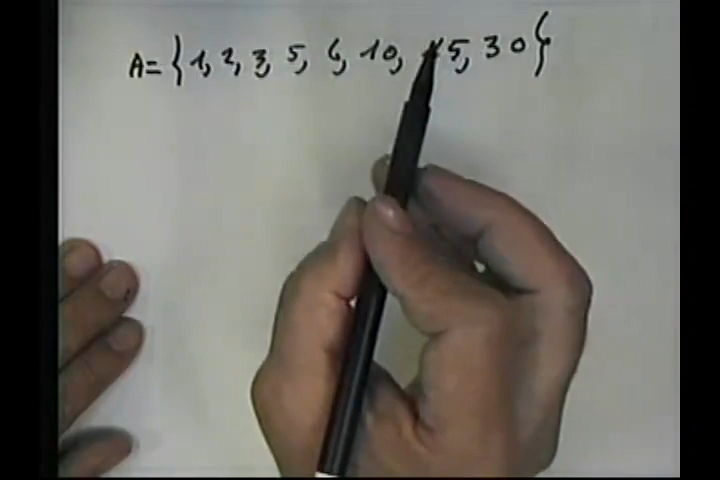 A = {1, 2, 3, 5, 6, 10, 15, 30}